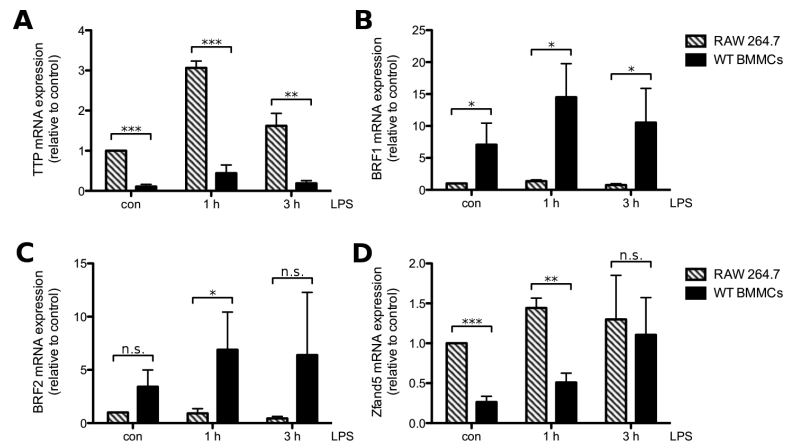 A
TTP mRNA expression
(relative to control)
4
3
2
1
0
***
***
**
con
1 h
3 h
LPS
B
BRF1 mRNA expression
(relative to control)
25
20
15
10
5
0
*
*
*
con
1 h
3 h
LPS
RAW 264.7
WT BMMCs
C
BRF2 mRNA expression
(relative to control)
15
10
5
0
n.s.
*
n.s.
con
1 h
3 h
LPS
D
Zfand5 mRNA expression
(relative to control)
2.0
1.5
1.0
0.5
0.0
***
**
n.s.
con
1 h
3 h
LPS
RAW 264.7
WT BMMCs